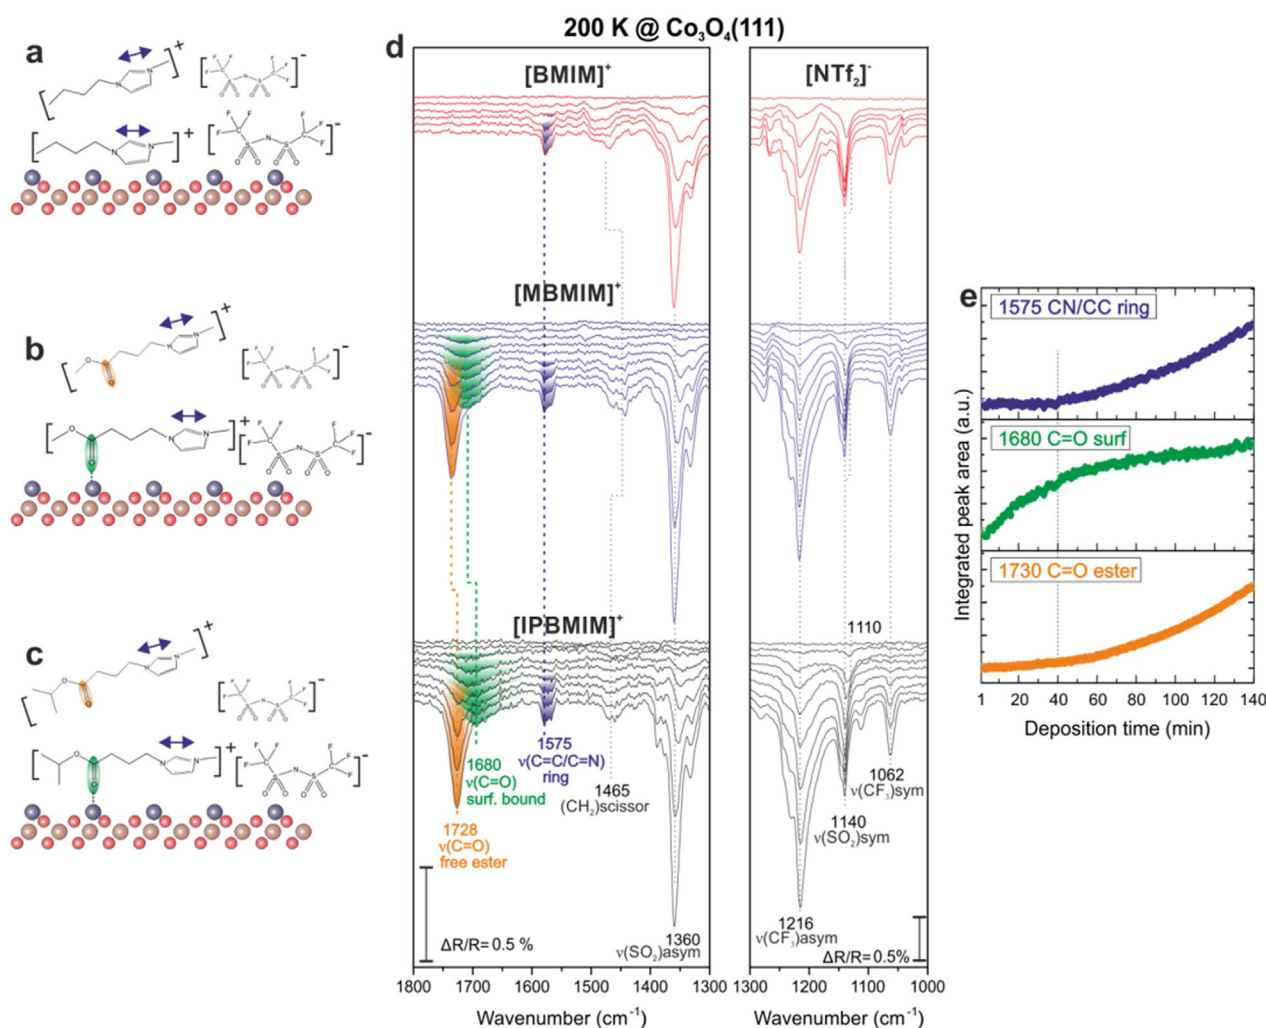 200 K @ Co₃O₄(111)
a
+
-
N
N
F
F
F
C
S
O
O
N
S
O
O
C
F
F
F
+
-
b
+
-
O
O
+
-
O
O
c
+
-
O
O
+
-
O
O
d
[BMIM]⁺
[NTf₂]⁻
[MBMIM]⁺
[IPBMIM]⁺
1110
1575
ν(C=C/C=N)
ring
1680
ν(C=O)
surf. bound
1465
(CH₂)scissor
1728
ν(C=O)
free ester
1360
ν(SO₂)asym
ΔR/R= 0.5 %
1062
ν(CF₃)sym
1140
ν(SO₂)sym
1216
ν(CF₃)asym
ΔR/R= 0.5%
1800 1700 1600 1500 1400 1300
Wavenumber (cm⁻¹)
1300 1200 1100 1000
Wavenumber (cm⁻¹)
e
1575 CN/CC ring
1680 C=O surf
1730 C=O ester
Integrated peak area (a.u.)
1 20 40 60 80 100 120 140
Deposition time (min)